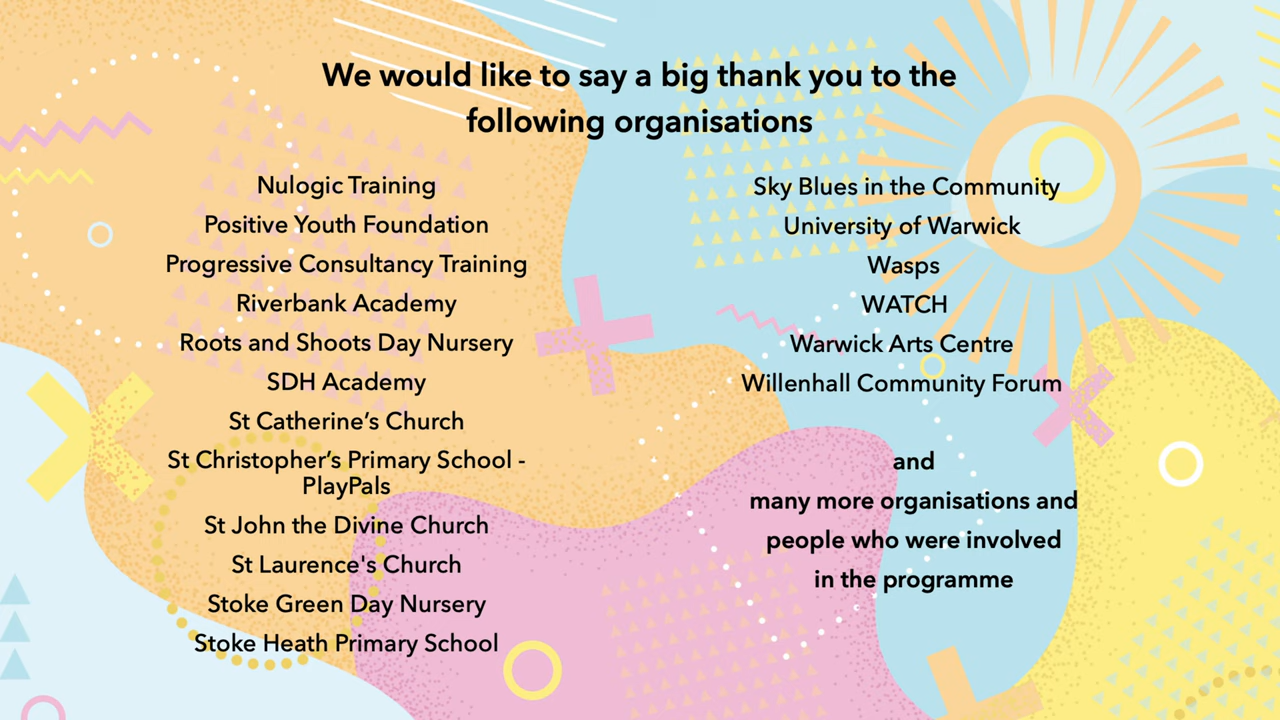 We would like to say a big thank you to the
following organisations
Nulogic Training
Positive Youth Foundation
Progressive Consultancy Training
Riverbank Academy
Roots and Shoots Day Nursery
SDH Academy
St Catherine’s Church
St Christopher’s Primary School -
PlayPals
St John the Divine Church
St Laurence's Church
Stoke Green Day Nursery
Stoke Heath Primary School
Sky Blues in the Community
University of Warwick
Wasps
WATCH
Warwick Arts Centre
Willenhall Community Forum
and
many more organisations and
people who were involved
in the programme